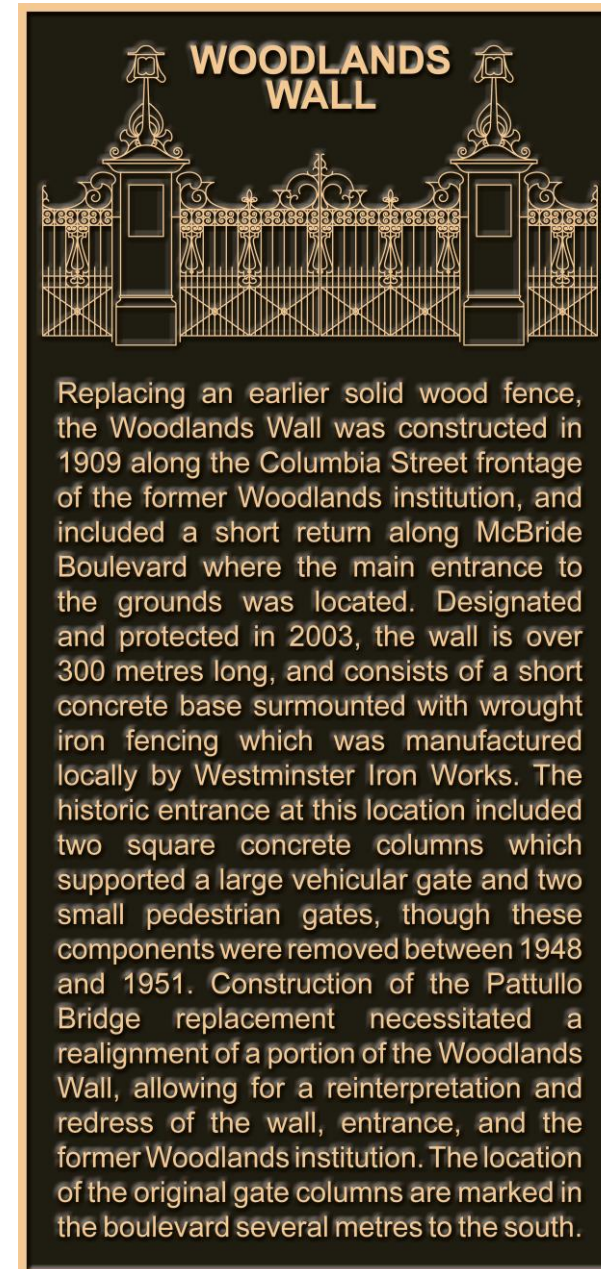 WOODLANDS
WALL
Replacing an earlier solid wood fence,
the Woodlands Wall was constructed in
1909 along the Columbia Street frontage
of the former Woodlands institution, and
included a short return along McBride
Boulevard where the main entrance to
the grounds was located. Designated
and protected in 2003, the wall is over
300 metres long, and consists of a short
concrete base surmounted with wrought
iron fencing which was manufactured
locally by Westminster Iron Works. The
historic entrance at this location included
two square concrete columns which
supported a large vehicular gate and two
small pedestrian gates, though these
components were removed between 1948
and 1951. Construction of the Pattullo
Bridge replacement necessitated a
realignment of a portion of the Woodlands
Wall, allowing for a reinterpretation and
redress of the wall, entrance, and the
former Woodlands institution. The location
of the original gate columns are marked in
the boulevard several metres to the south.